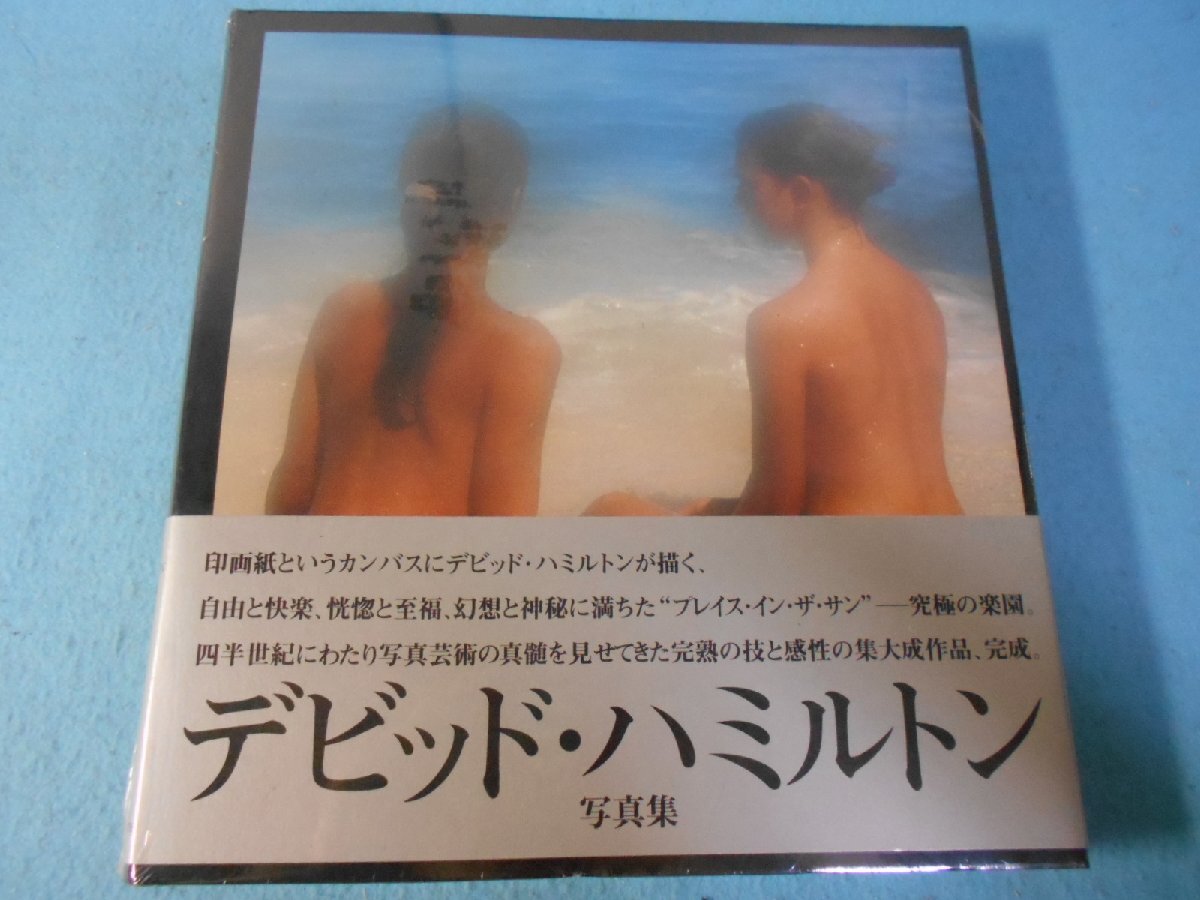 印画紙というカンバスにデビッド・ハミルトンが描く、
自由と快楽、恍惚と至福、幻想と神秘に満ちた“プレイス・イン・ザ・サン”──究極の楽園。
四半世紀にわたり写真芸術の真髄を見せてきた完熟の技と感性の集大成作品、完成。
デビッド・ハミルトン
写真集